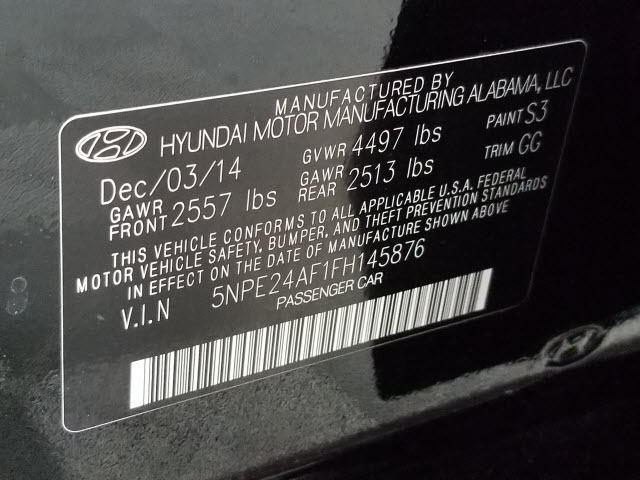 MANUFACTURED BY
HYUNDAI MOTOR MANUFACTURING ALABAMA, LLC
Dec/03/14 GVWR 4497 lbs PAINT S3
GAWR FRONT 2557 lbs GAWR REAR 2513 lbs TRIM GG
THIS VEHICLE CONFORMS TO ALL APPLICABLE U.S.A. FEDERAL
MOTOR VEHICLE SAFETY, BUMPER, AND THEFT PREVENTION STANDARDS
IN EFFECT ON THE DATE OF MANUFACTURE SHOWN ABOVE
V.I.N 5NPE24AF1FH145876
PASSENGER CAR